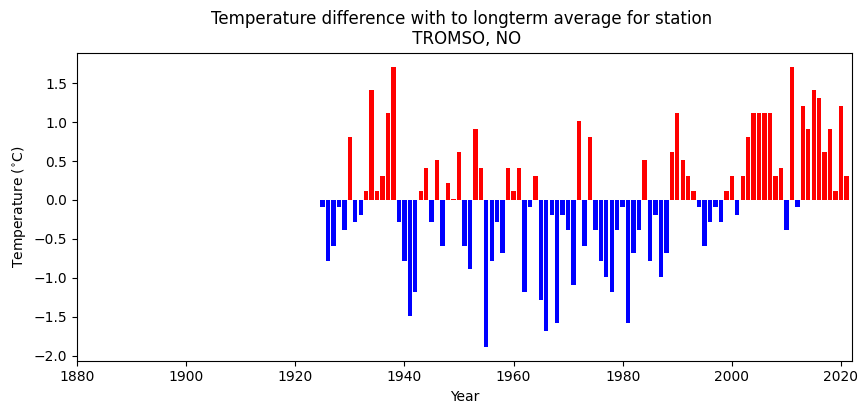 Temperature difference with to longterm average for station
TROMSO, NO
Temperature (°C)
1.5
1.0
0.5
0.0
−0.5
−1.0
−1.5
−2.0
1880 1900 1920 1940 1960 1980 2000 2020
Year